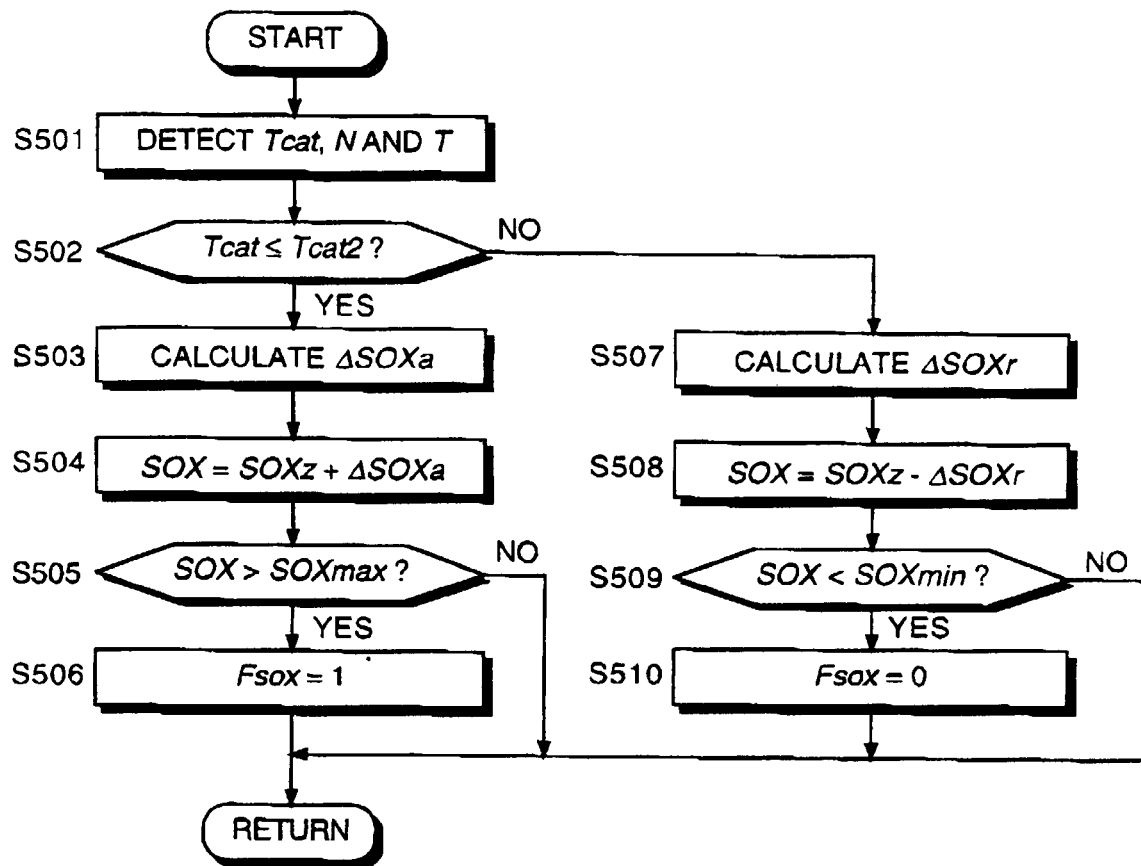 START
S501 DETECT Tcat, N AND T
S502 Tcat ≤ Tcat2 ? NO
YES
S503 CALCULATE ΔSOXa
S504 SOX = SOXz + ΔSOXa
S505 SOX > SOXmax ? NO
YES
S506 Fsox = 1
S507 CALCULATE ΔSOXr
S508 SOX = SOXz - ΔSOXr
S509 SOX < SOXmin ? NO
YES
S510 Fsox = 0
RETURN